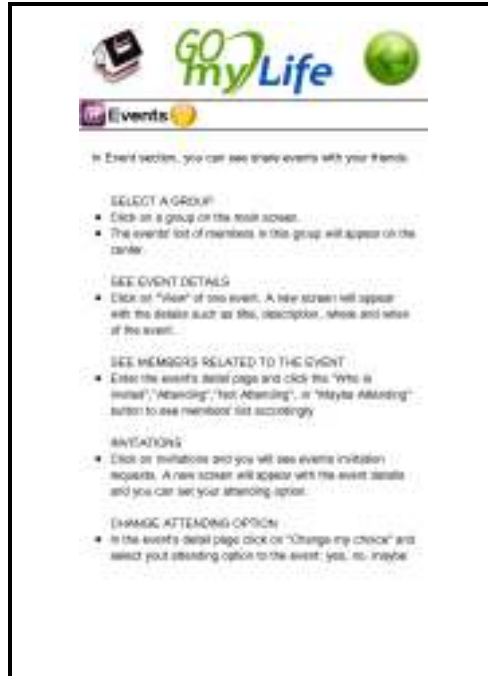 GO
my Life
Events
In Event section, you can see share events with your friends.
SELECT A GROUP
• Click on a group on the main screen.
• The events' list of members in this group will appear on the
center.
SEE EVENT DETAILS
• Click on "View" of one event. A new screen will appear
with the details such as title, description, where and when
of the event.
SEE MEMBERS RELATED TO THE EVENT
• Enter the event's detail page and click the "Who is
invited","Attending","Not Attending", or "Maybe Attending"
button to see members' list accordingly.
INVITATIONS
• Click on Invitations and you will see events invitation
requests. A new screen will appear with the event details
and you can set your attending option.
CHANGE ATTENDING OPTION
• In the event's detail page click on "Change my choice" and
select yout attending option to the event: yes, no, maybe